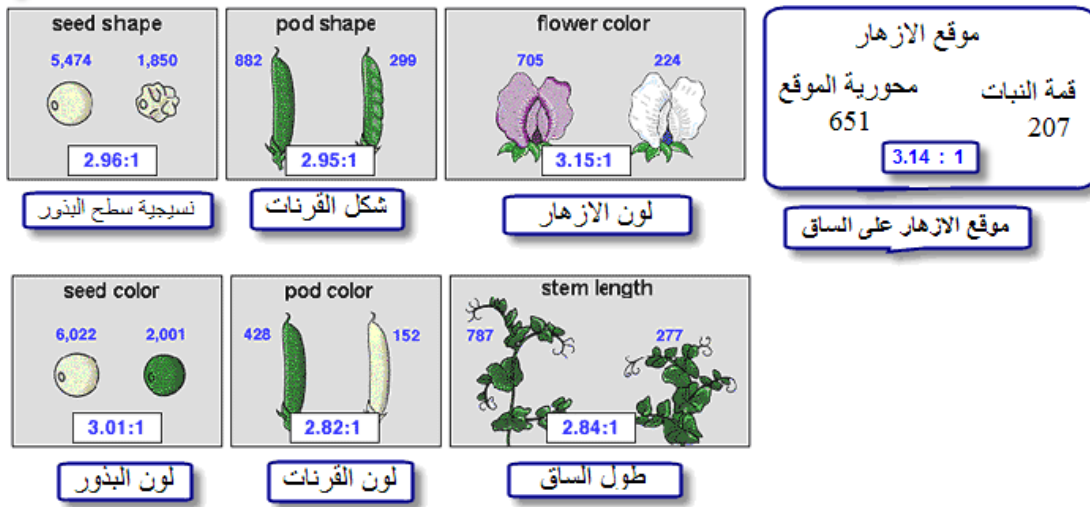 seed shape
5,474 1,850
2.96:1
نسيجية سطح البذور
pod shape
882 299
2.95:1
شكل القرنات
flower color
705 224
3.15:1
لون الازهار
موقع الازهار
محورية الموقع قمة النبات
651 207
3.14 : 1
موقع الازهار على الساق
seed color
6,022 2,001
3.01:1
لون البذور
pod color
428 152
2.82:1
لون القرنات
stem length
787 277
2.84:1
طول الساق